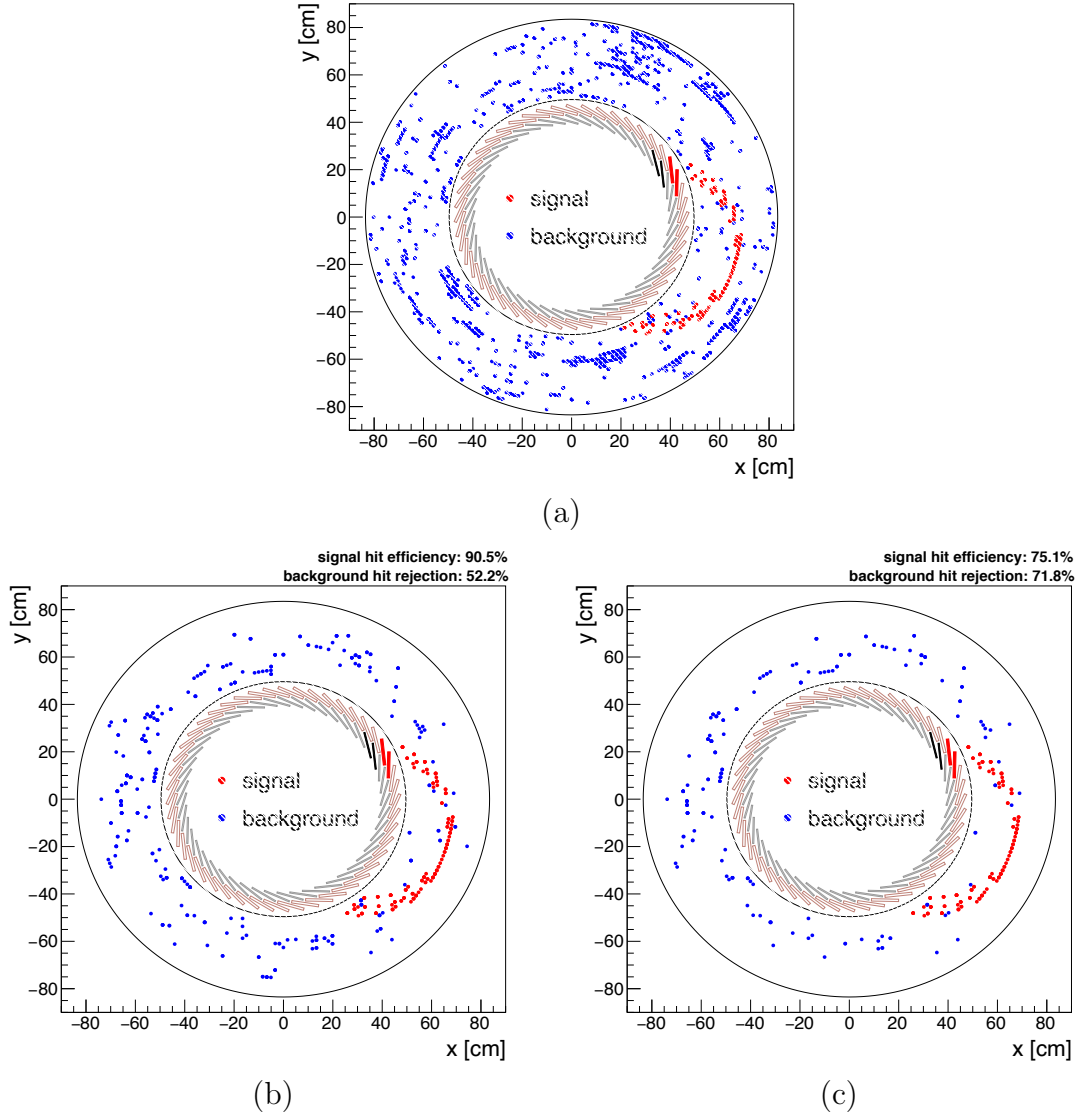 y [cm]
80
60
40
20
0
−20
−40
−60
−80
signal
background
−80 −60 −40 −20 0 20 40 60 80
x [cm]
(a)
signal hit efficiency: 90.5%
background hit rejection: 52.2%
y [cm]
80
60
40
20
0
−20
−40
−60
−80
signal
background
−80 −60 −40 −20 0 20 40 60 80
x [cm]
(b)
signal hit efficiency: 75.1%
background hit rejection: 71.8%
y [cm]
80
60
40
20
0
−20
−40
−60
−80
signal
background
−80 −60 −40 −20 0 20 40 60 80
x [cm]
(c)